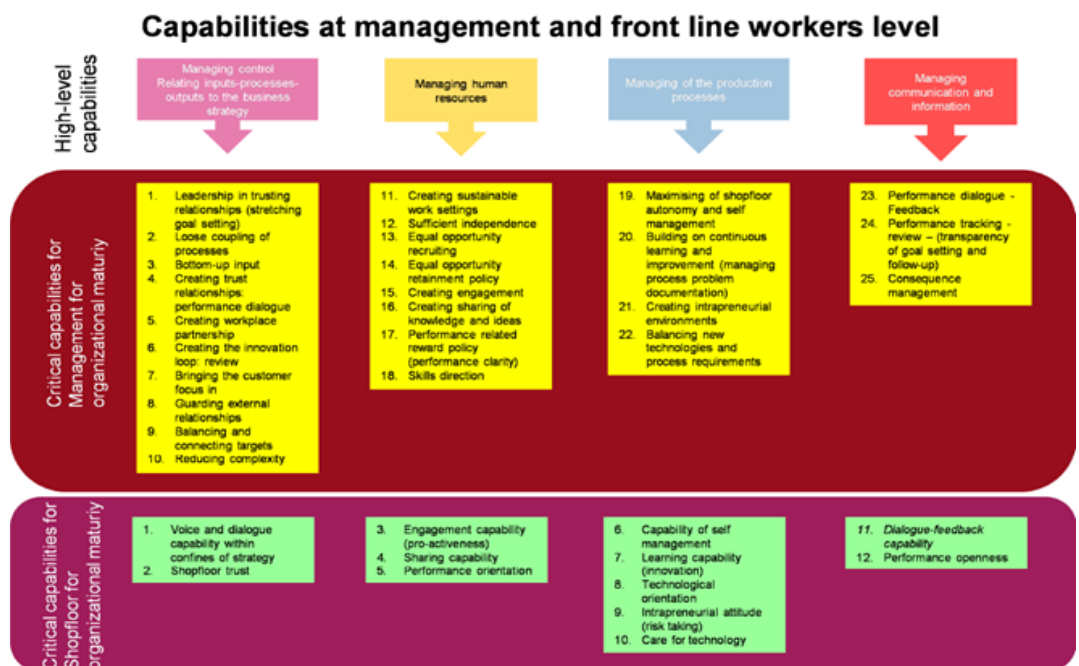 Capabilities at management and front line workers level
High-level
capabilities
Managing control
Relating inputs-processes-
outputs to the business
strategy
Managing human
resources
Managing of the production
processes
Managing
communication and
information
Critical capabilities for
Management for
organizational maturiy
1. Leadership in trusting
relationships (stretching
goal setting)
2. Loose coupling of
processes
3. Bottom-up input
4. Creating trust
relationships:
performance dialogue
5. Creating workplace
partnership
6. Creating the innovation
loop: review
7. Bringing the customer
focus in
8. Guarding external
relationships
9. Balancing and
connecting targets
10. Reducing complexity
11. Creating sustainable
work settings
12. Sufficient independence
13. Equal opportunity
recruiting
14. Equal opportunity
retainment policy
15. Creating engagement
16. Creating sharing of
knowledge and ideas
17. Performance related
reward policy
(performance clarity)
18. Skills direction
19. Maximising of shopfloor
autonomy and self
management
20. Building on continuous
learning and
improvement (managing
process problem
documentation)
21. Creating intrapreneurial
environments
22. Balancing new
technologies and
process requirements
23. Performance dialogue -
Feedback
24. Performance tracking -
review – (transparency
of goal setting and
follow-up)
25. Consequence
management
Critical capabilities for
Shopfloor for
organizational maturiy
1. Voice and dialogue
capability within
confines of strategy
2. Shopfloor trust
3. Engagement capability
(pro-activeness)
4. Sharing capability
5. Performance orientation
6. Capability of self
management
7. Learning capability
(innovation)
8. Technological
orientation
9. Intrapreneurial attitude
(risk taking)
10. Care for technology
11. Dialogue-feedback
capability
12. Performance openness